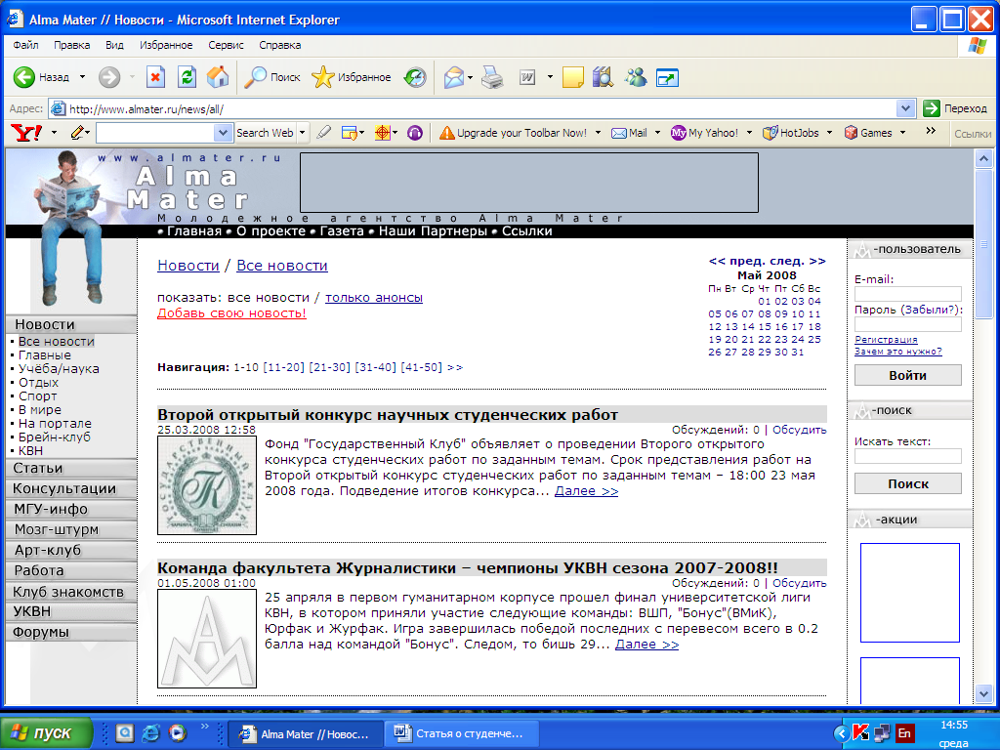 Alma Mater // Новости - Microsoft Internet Explorer
Файл Правка Вид Избранное Сервис Справка
Назад Поиск Избранное
Адрес: http://www.almater.ru/news/all/ Переход
Y! Search Web Upgrade your Toolbar Now! Mail My Yahoo! HotJobs Games >> Ссылки
www.almater.ru
Alma
Mater
Молодежное агентство Alma Mater
• Главная • О проекте • Газета • Наши Партнеры • Ссылки
Новости
• Все новости
• Главные
• Учёба/наука
• Отдых
• Спорт
• В мире
• На портале
• Брейн-клуб
• КВН
Статьи
Консультации
МГУ-инфо
Мозг-штурм
Арт-клуб
Работа
Клуб знакомств
УКВН
Форумы
Новости / Все новости
показать: все новости / только анонсы
Добавь свою новость!
<< пред. след. >>
Май 2008
Пн Вт Ср Чт Пт Сб Вс
01 02 03 04
05 06 07 08 09 10 11
12 13 14 15 16 17 18
19 20 21 22 23 24 25
26 27 28 29 30 31
Навигация: 1-10 [11-20] [21-30] [31-40] [41-50] >>
Второй открытый конкурс научных студенческих работ
25.03.2008 12:58 Обсуждений: 0 | Обсудить
Фонд "Государственный Клуб" объявляет о проведении Второго открытого
конкурса студенческих работ по заданным темам. Срок представления работ на
Второй открытый конкурс студенческих работ по заданным темам – 18:00 23 мая
2008 года. Подведение итогов конкурса... Далее >>
Команда факультета Журналистики – чемпионы УКВН сезона 2007-2008!!
01.05.2008 01:00 Обсуждений: 0 | Обсудить
25 апряля в первом гуманитарном корпусе прошел финал университетской лиги
КВН, в котором приняли участие следующие команды: ВШП, "Бонус"(ВМиК),
Юрфак и Журфак. Игра завершилась победой последних с перевесом всего в 0.2
балла над командой "Бонус". Следом, то бишь 29... Далее >>
-пользователь
E-mail:
Пароль (Забыли?):
Регистрация
Зачем это нужно?
Войти
-поиск
Искать текст:
Поиск
-акции
пуск
Alma Mater // Новос...
Статья о студенче...
En
14:55
среда